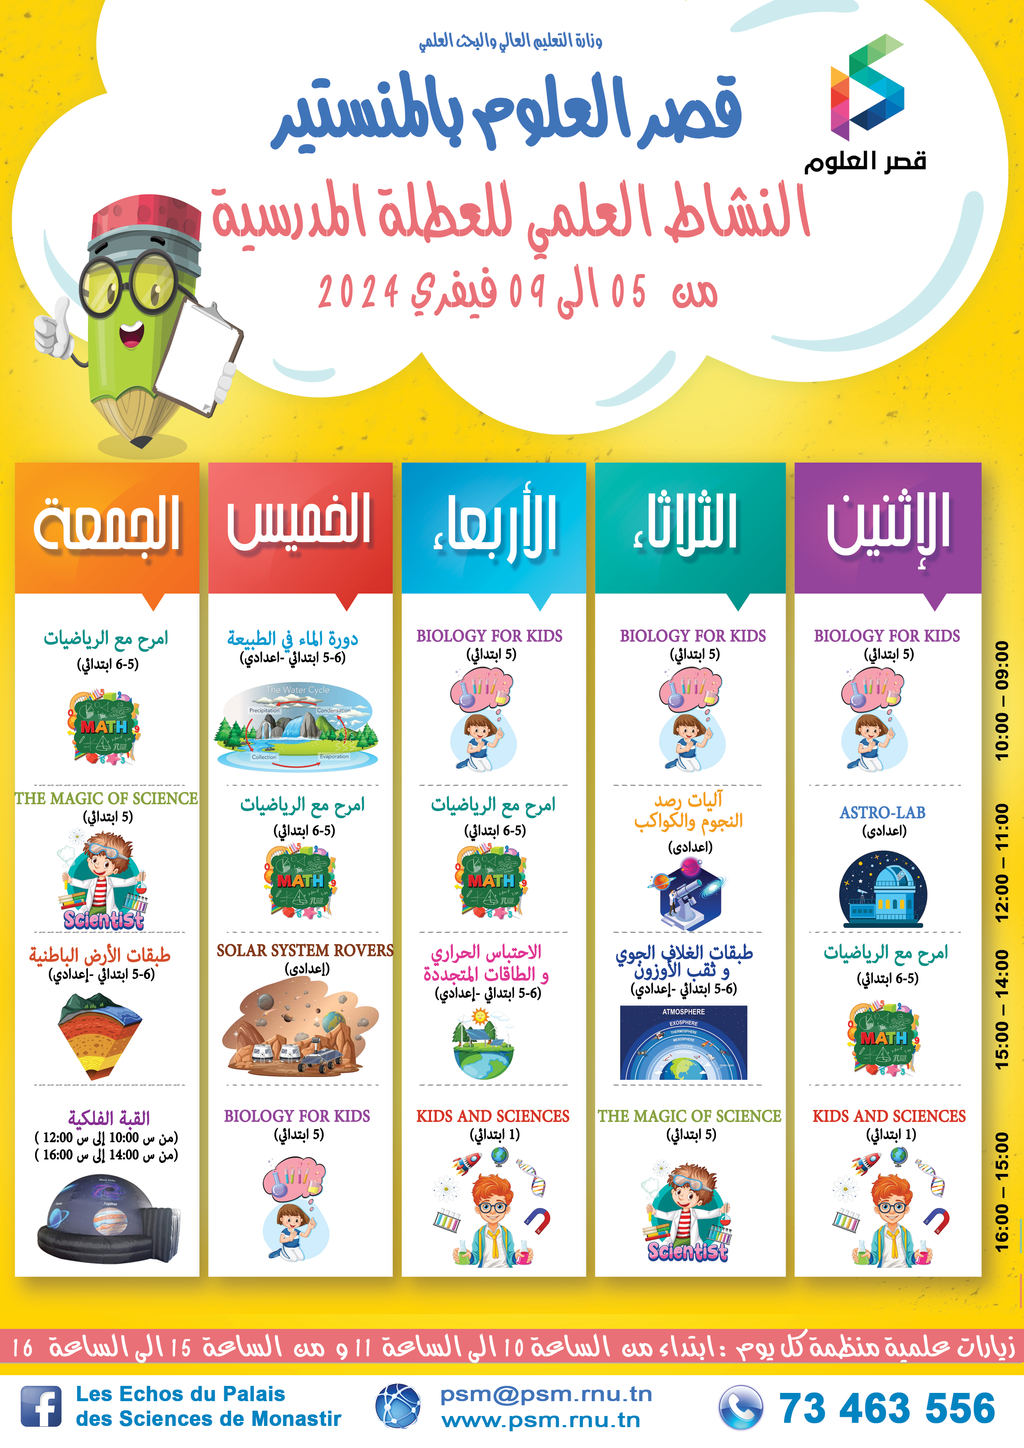 وزارة التعليم العالي والبحث العلمي
قصر العلوم بالمنستير
قصر العلوم
النشاط العلمي للعطلة المدرسية
من 05 الى 09 فيفري 2024
الإثنين
الثلاثاء
الأربعاء
الخميس
الجمعة
09:00 – 10:00
BIOLOGY FOR KIDS
(5 ابتدائي)
BIOLOGY FOR KIDS
(5 ابتدائي)
BIOLOGY FOR KIDS
(5 ابتدائي)
دورة الماء في الطبيعة
(5-6 ابتدائي -اعدادي)
The Water Cycle
Precipitation
Condensation
Collection
Evaporation
امرح مع الرياضيات
(5-6 ابتدائي)
MATH
11:00 – 12:00
ASTRO-LAB
(اعدادى)
آليات رصد
النجوم والكواكب
(اعدادى)
امرح مع الرياضيات
(5-6 ابتدائي)
MATH
امرح مع الرياضيات
(5-6 ابتدائي)
MATH
THE MAGIC OF SCIENCE
(5 ابتدائي)
Scientist
14:00 – 15:00
امرح مع الرياضيات
(5-6 ابتدائي)
MATH
طبقات الغلاف الجوي
و ثقب الأوزون
(5-6 ابتدائي -إعدادي)
ATMOSPHERE
EXOSPHERE
THERMOSPHERE
MESOSPHERE
الاحتباس الحراري
و الطاقات المتجددة
(5-6 ابتدائي -إعدادي)
SOLAR SYSTEM ROVERS
(إعدادى)
طبقات الأرض الباطنية
(5-6 ابتدائي -إعدادي)
15:00 – 16:00
KIDS AND SCIENCES
(1 ابتدائي)
THE MAGIC OF SCIENCE
(5 ابتدائي)
Scientist
KIDS AND SCIENCES
(1 ابتدائي)
BIOLOGY FOR KIDS
(5 ابتدائي)
القبة الفلكية
(من س 10:00 إلى س 12:00 )
(من س 14:00 إلى س 16:00 )
زيارات علمية منظمة كل يوم : ابتداء من الساعة 10 الى الساعة 11 و من الساعة 15 الى الساعة 16
Les Echos du Palais
des Sciences de Monastir
psm@psm.rnu.tn
www.psm.rnu.tn
73 463 556